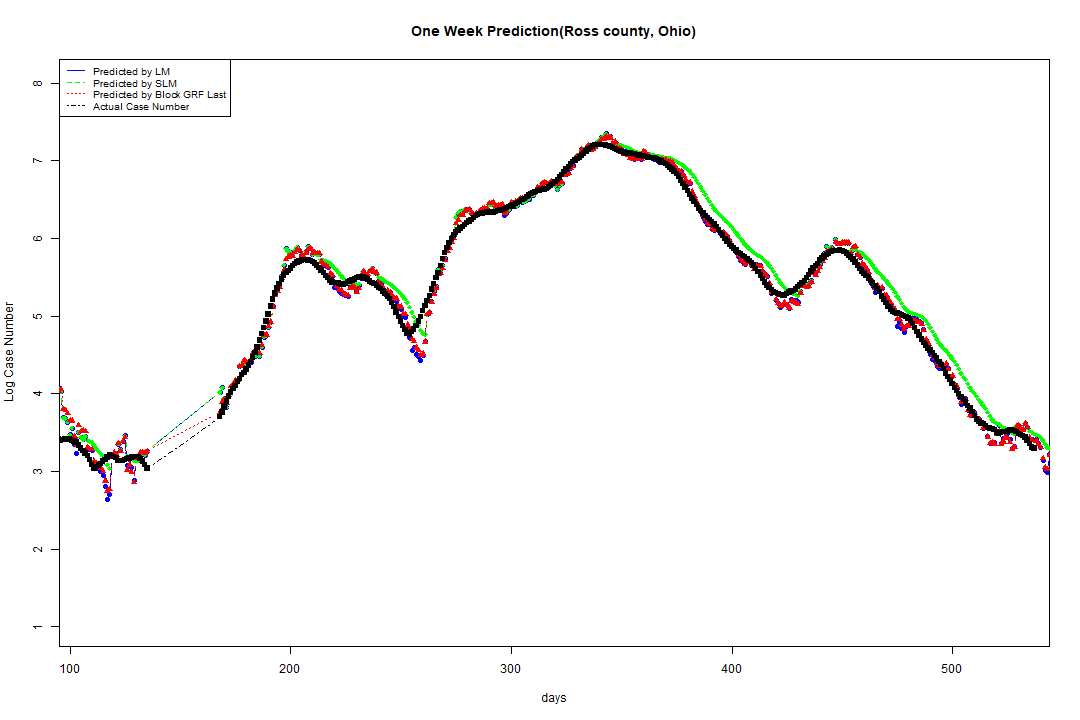 One Week Prediction(Ross county, Ohio)
Predicted by LM
Predicted by SLM
Predicted by Block GRF Last
Actual Case Number
8
7
6
5
4
3
2
1
Log Case Number
100 200 300 400 500
days